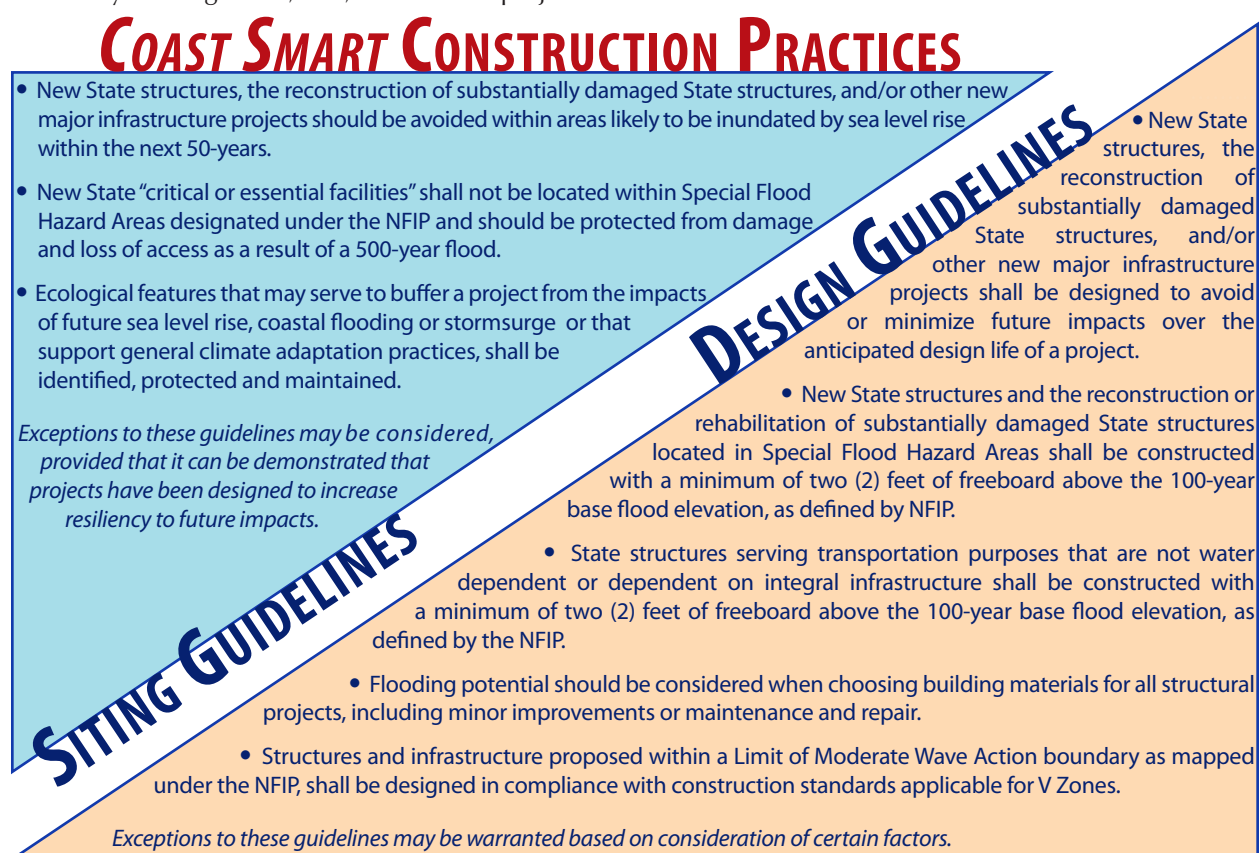 COAST SMART CONSTRUCTION PRACTICES
• New State structures, the reconstruction of substantially damaged State structures, and/or other new
major infrastructure projects should be avoided within areas likely to be inundated by sea level rise
within the next 50-years.
• New State “critical or essential facilities” shall not be located within Special Flood
Hazard Areas designated under the NFIP and should be protected from damage
and loss of access as a result of a 500-year flood.
• Ecological features that may serve to buffer a project from the impacts
of future sea level rise, coastal flooding or stormsurge or that
support general climate adaptation practices, shall be
identified, protected and maintained.
Exceptions to these guidelines may be considered,
provided that it can be demonstrated that
projects have been designed to increase
resiliency to future impacts.
SITING GUIDELINES
DESIGN GUIDELINES
• New State
structures, the
reconstruction of
substantially damaged
State structures, and/or
other new major infrastructure
projects shall be designed to avoid
or minimize future impacts over the
anticipated design life of a project.
• New State structures and the reconstruction or
rehabilitation of substantially damaged State structures
located in Special Flood Hazard Areas shall be constructed
with a minimum of two (2) feet of freeboard above the 100-year
base flood elevation, as defined by NFIP.
• State structures serving transportation purposes that are not water
dependent or dependent on integral infrastructure shall be constructed with
a minimum of two (2) feet of freeboard above the 100-year base flood elevation, as
defined by the NFIP.
• Flooding potential should be considered when choosing building materials for all structural
projects, including minor improvements or maintenance and repair.
• Structures and infrastructure proposed within a Limit of Moderate Wave Action boundary as mapped
under the NFIP, shall be designed in compliance with construction standards applicable for V Zones.
Exceptions to these guidelines may be warranted based on consideration of certain factors.